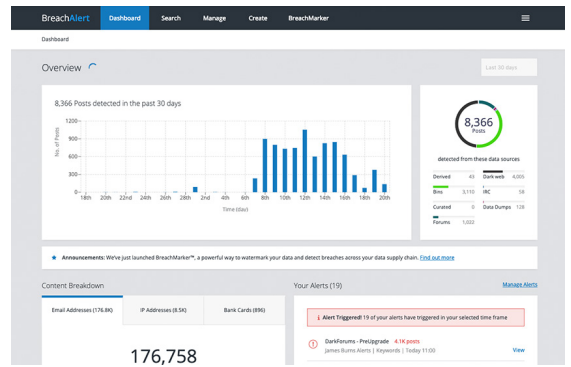 BreachAlert Dashboard Search Manage Create BreachMarker
Dashboard
Overview
Last 30 days
8,366 Posts detected in the past 30 days
1200
900
600
300
0
No. of Posts
18th 20th 22nd 24th 26th 28th 2nd 4th 6th 8th 10th 12th 14th 16th 18th 20th
Time (day)
8,366
Posts
detected from these data sources
Derived 43 Dark web 4,005
Bins 3,110 IRC 58
Curated 0 Data Dumps 128
Forums 1,022
Announcements: We've just launched BreachMarker™, a powerful way to watermark your data and detect breaches across your data supply chain. Find out more
Content Breakdown
Email Addresses (176.8K) IP Addresses (8.5K) Bank Cards (896)
176,758
Your Alerts (19) Manage Alerts
Alert Triggered! 19 of your alerts have triggered in your selected time frame
DarkForums - PreUpgrade 4.1K posts
James Burns Alerts | Keywords | Today 11:00 View